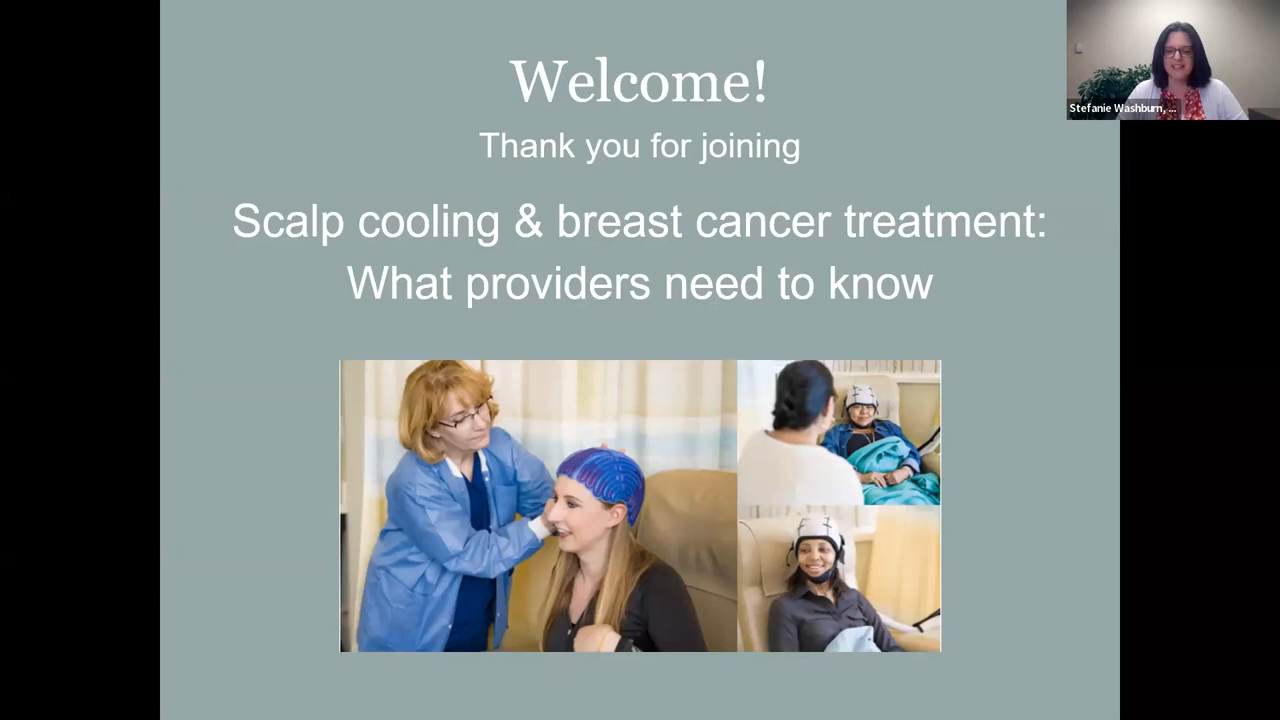 Welcome!
Thank you for joining
Scalp cooling & breast cancer treatment:
What providers need to know
Stefanie Washburn, ...